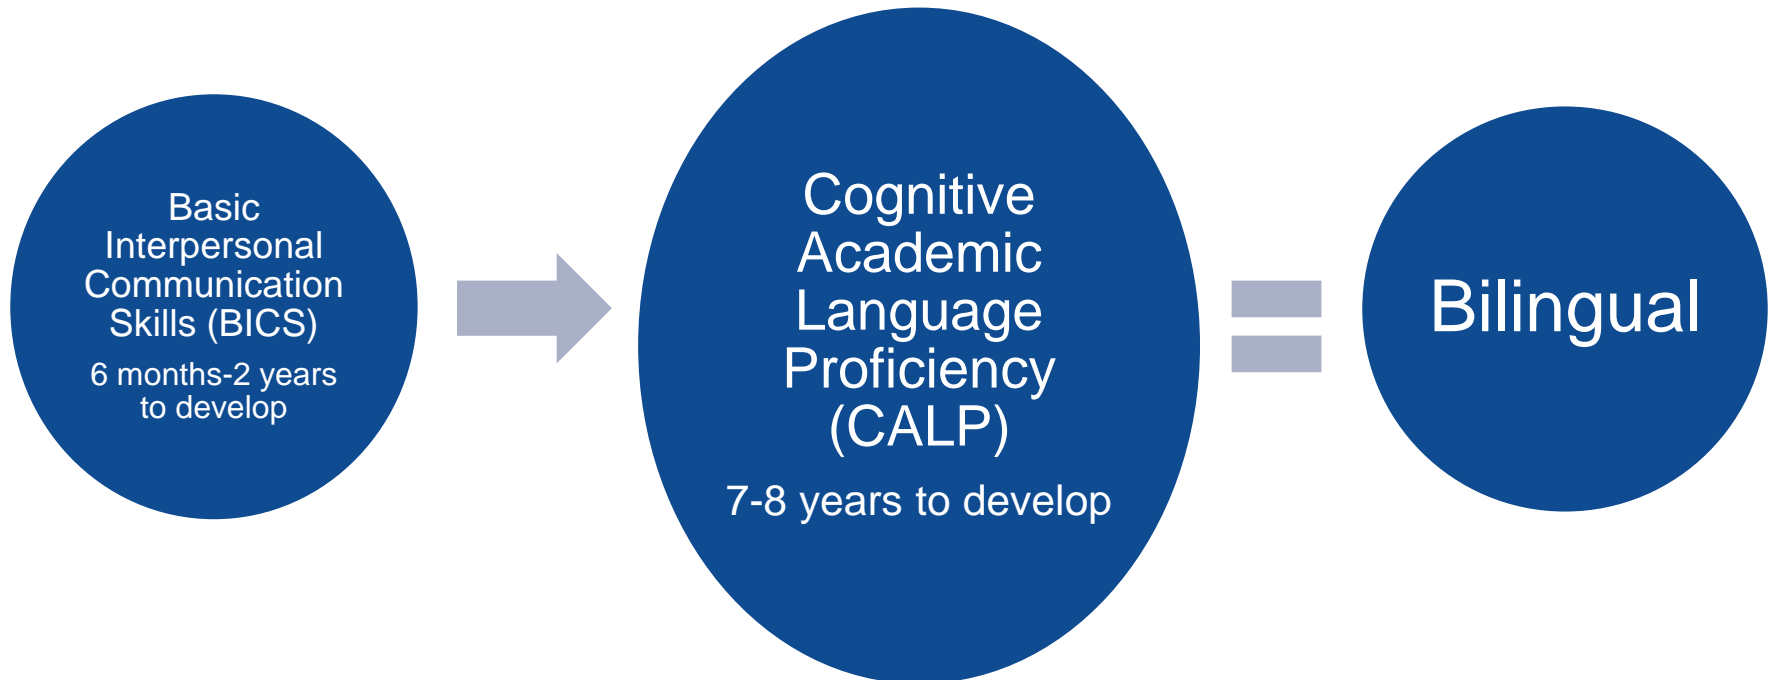 Basic
Interpersonal
Communication
Skills (BICS)
6 months-2 years
to develop
Cognitive
Academic
Language
Proficiency
(CALP)
7-8 years to develop
Bilingual